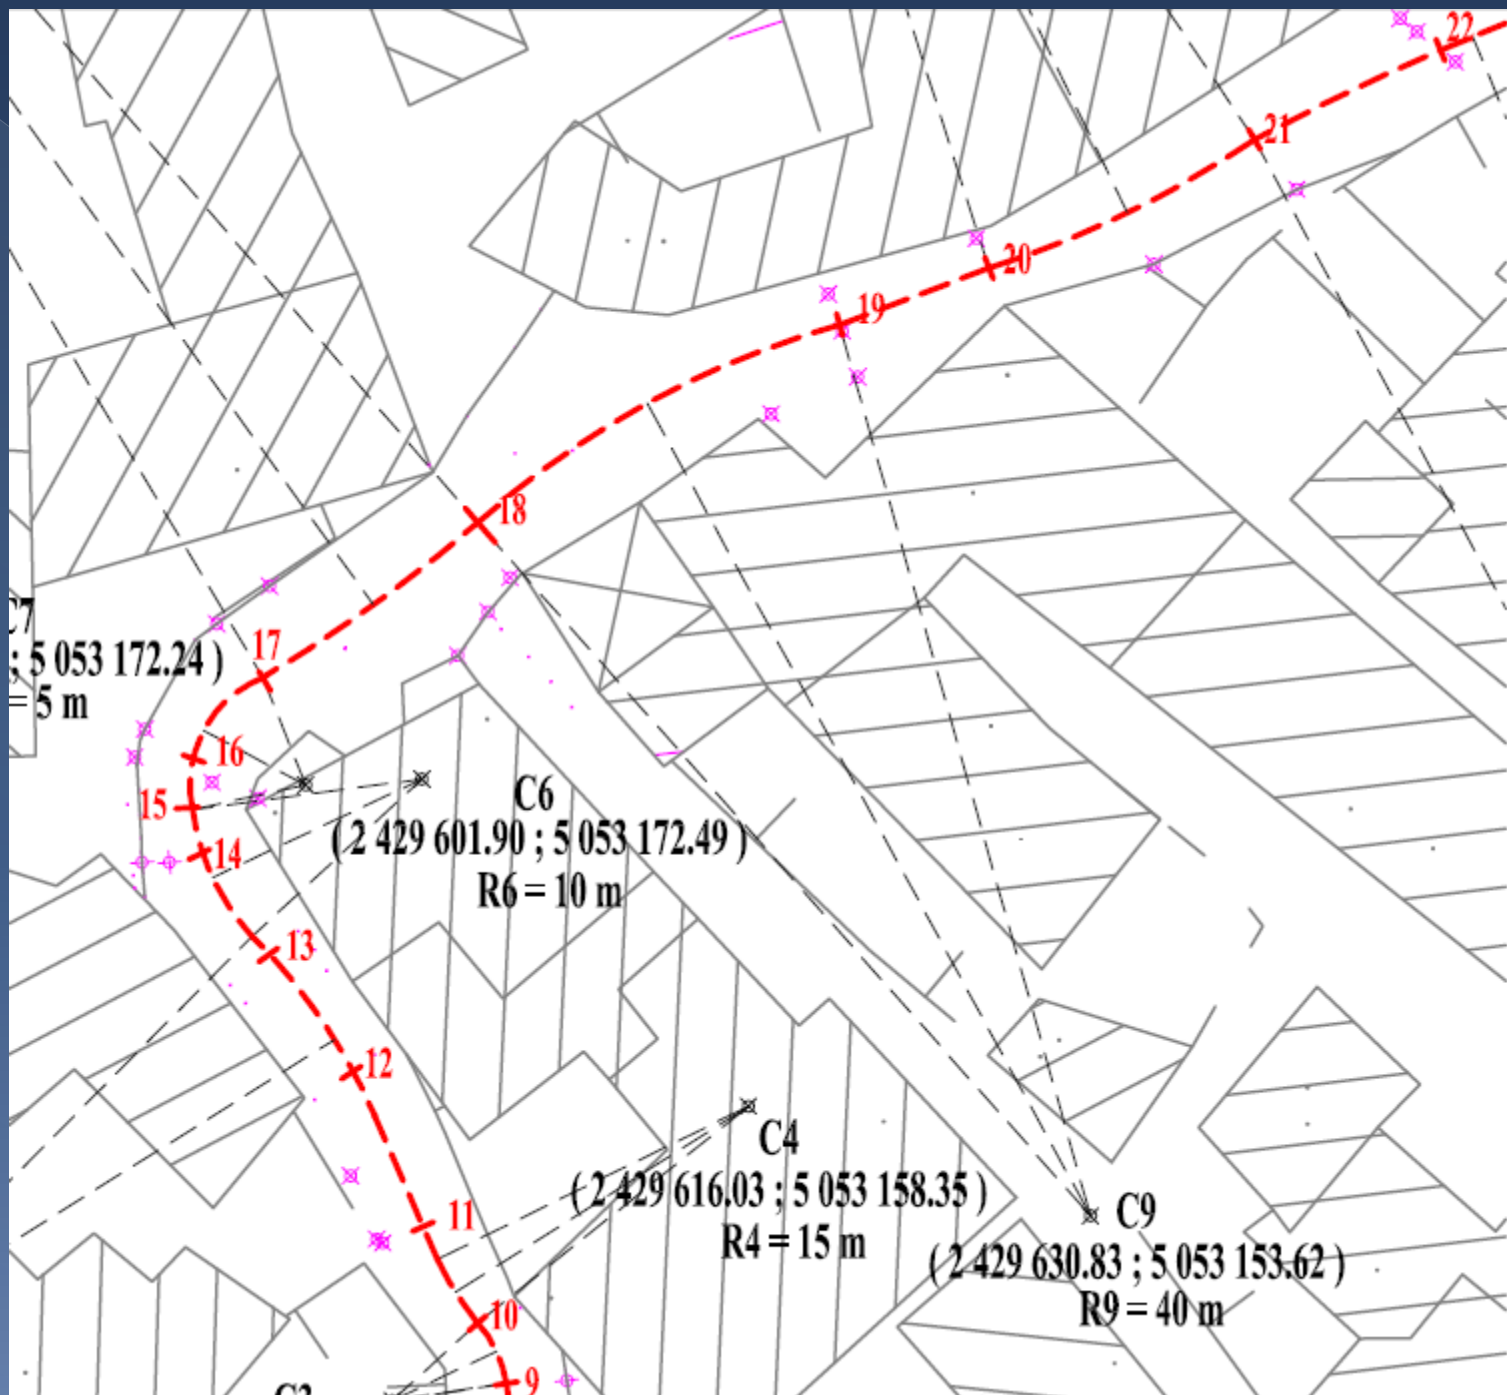 22
21
20
19
18
C7
17
; 5 053 172.24 )
= 5 m
16
C6
15
( 2 429 601.90 ; 5 053 172.49 )
14
R6 = 10 m
13
12
C4
( 2 429 616.03 ; 5 053 158.35 )
11
C9
R4 = 15 m
( 2 429 630.83 ; 5 053 153.62 )
R9 = 40 m
10
9